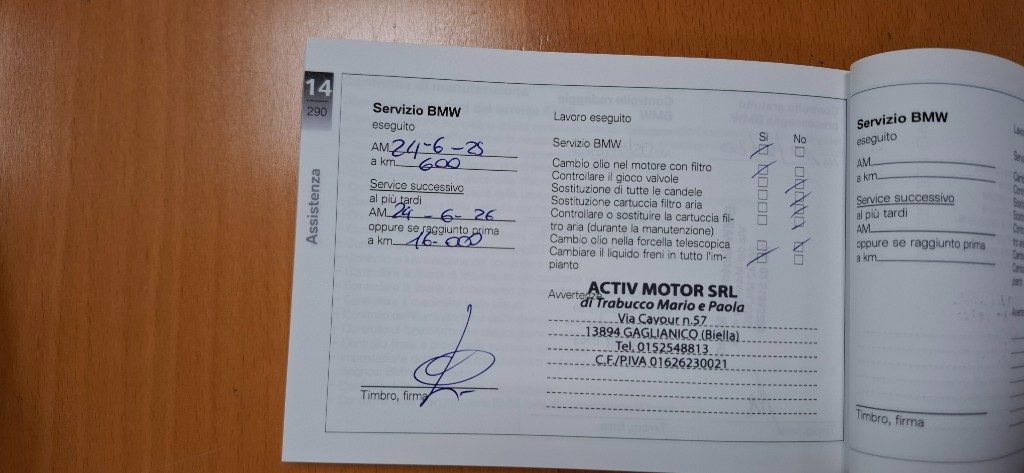 14
290
Assistenza
Servizio BMW
eseguito
AM 24-6-25
a km 600
Service successivo
al più tardi
AM 24-6-26
oppure se raggiunto prima
a km 16.000
Timbro, firma
Lavoro eseguito
Sì No
Servizio BMW
Cambio olio nel motore con filtro
Controllare il gioco valvole
Sostituzione di tutte le candele
Sostituzione cartuccia filtro aria
Controllare o sostituire la cartuccia fil-
tro aria (durante la manutenzione)
Cambio olio nella forcella telescopica
Cambiare il liquido freni in tutto l'im-
pianto
Avvertenze
ACTIV MOTOR SRL
di Trabucco Mario e Paola
Via Cavour n.57
13894 GAGLIANICO (Biella)
Tel. 0152548813
C.F./P.IVA 01626230021
Servizio BMW
eseguito
AM
a km
Service successivo
al più tardi
AM
oppure se raggiunto prima
a km
Timbro, firma